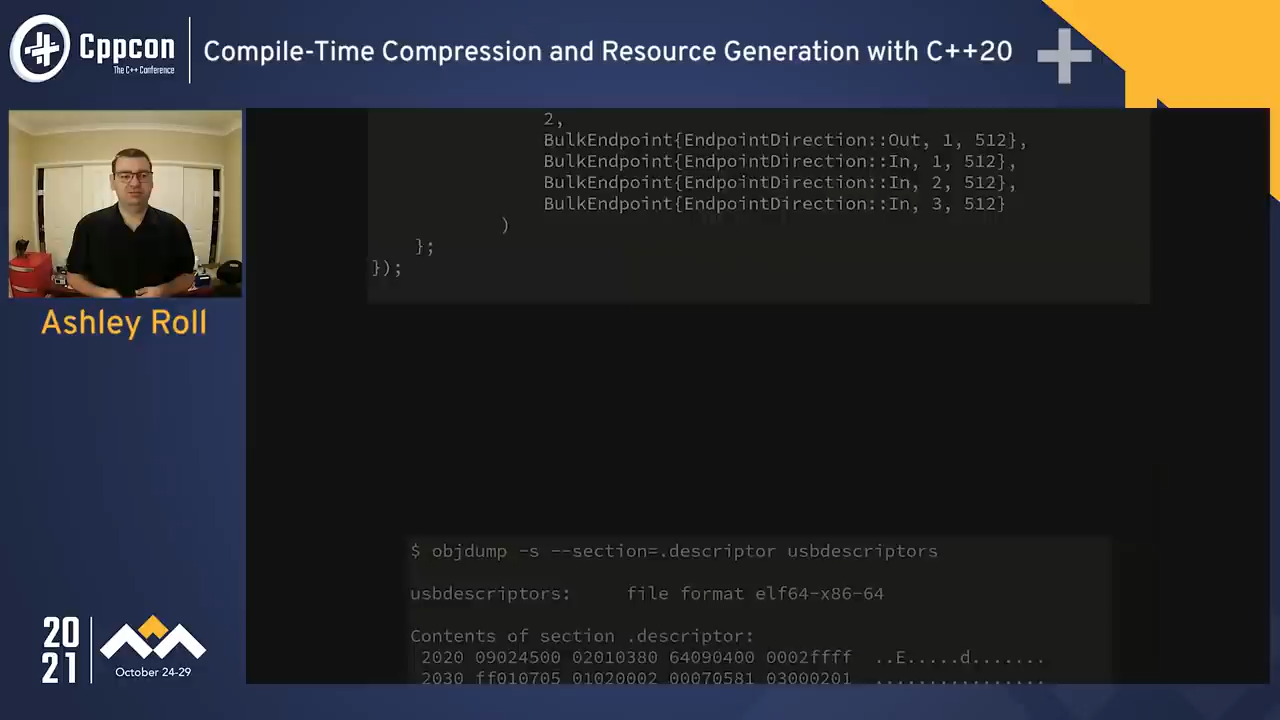 Cppcon
The C++ Conference
Compile-Time Compression and Resource Generation with C++20
2,
BulkEndpoint{EndpointDirection::Out, 1, 512},
BulkEndpoint{EndpointDirection::In, 1, 512},
BulkEndpoint{EndpointDirection::In, 2, 512},
BulkEndpoint{EndpointDirection::In, 3, 512}
)
};
});
Ashley Roll
$ objdump -s --section=.descriptor usbdescriptors
usbdescriptors:     file format elf64-x86-64
Contents of section .descriptor:
2020 09024500 02010380 64090400 0002ffff  ..E.....d.......
2030 ff010705 01020002 00070581 03000201  ................
20
21
October 24-29